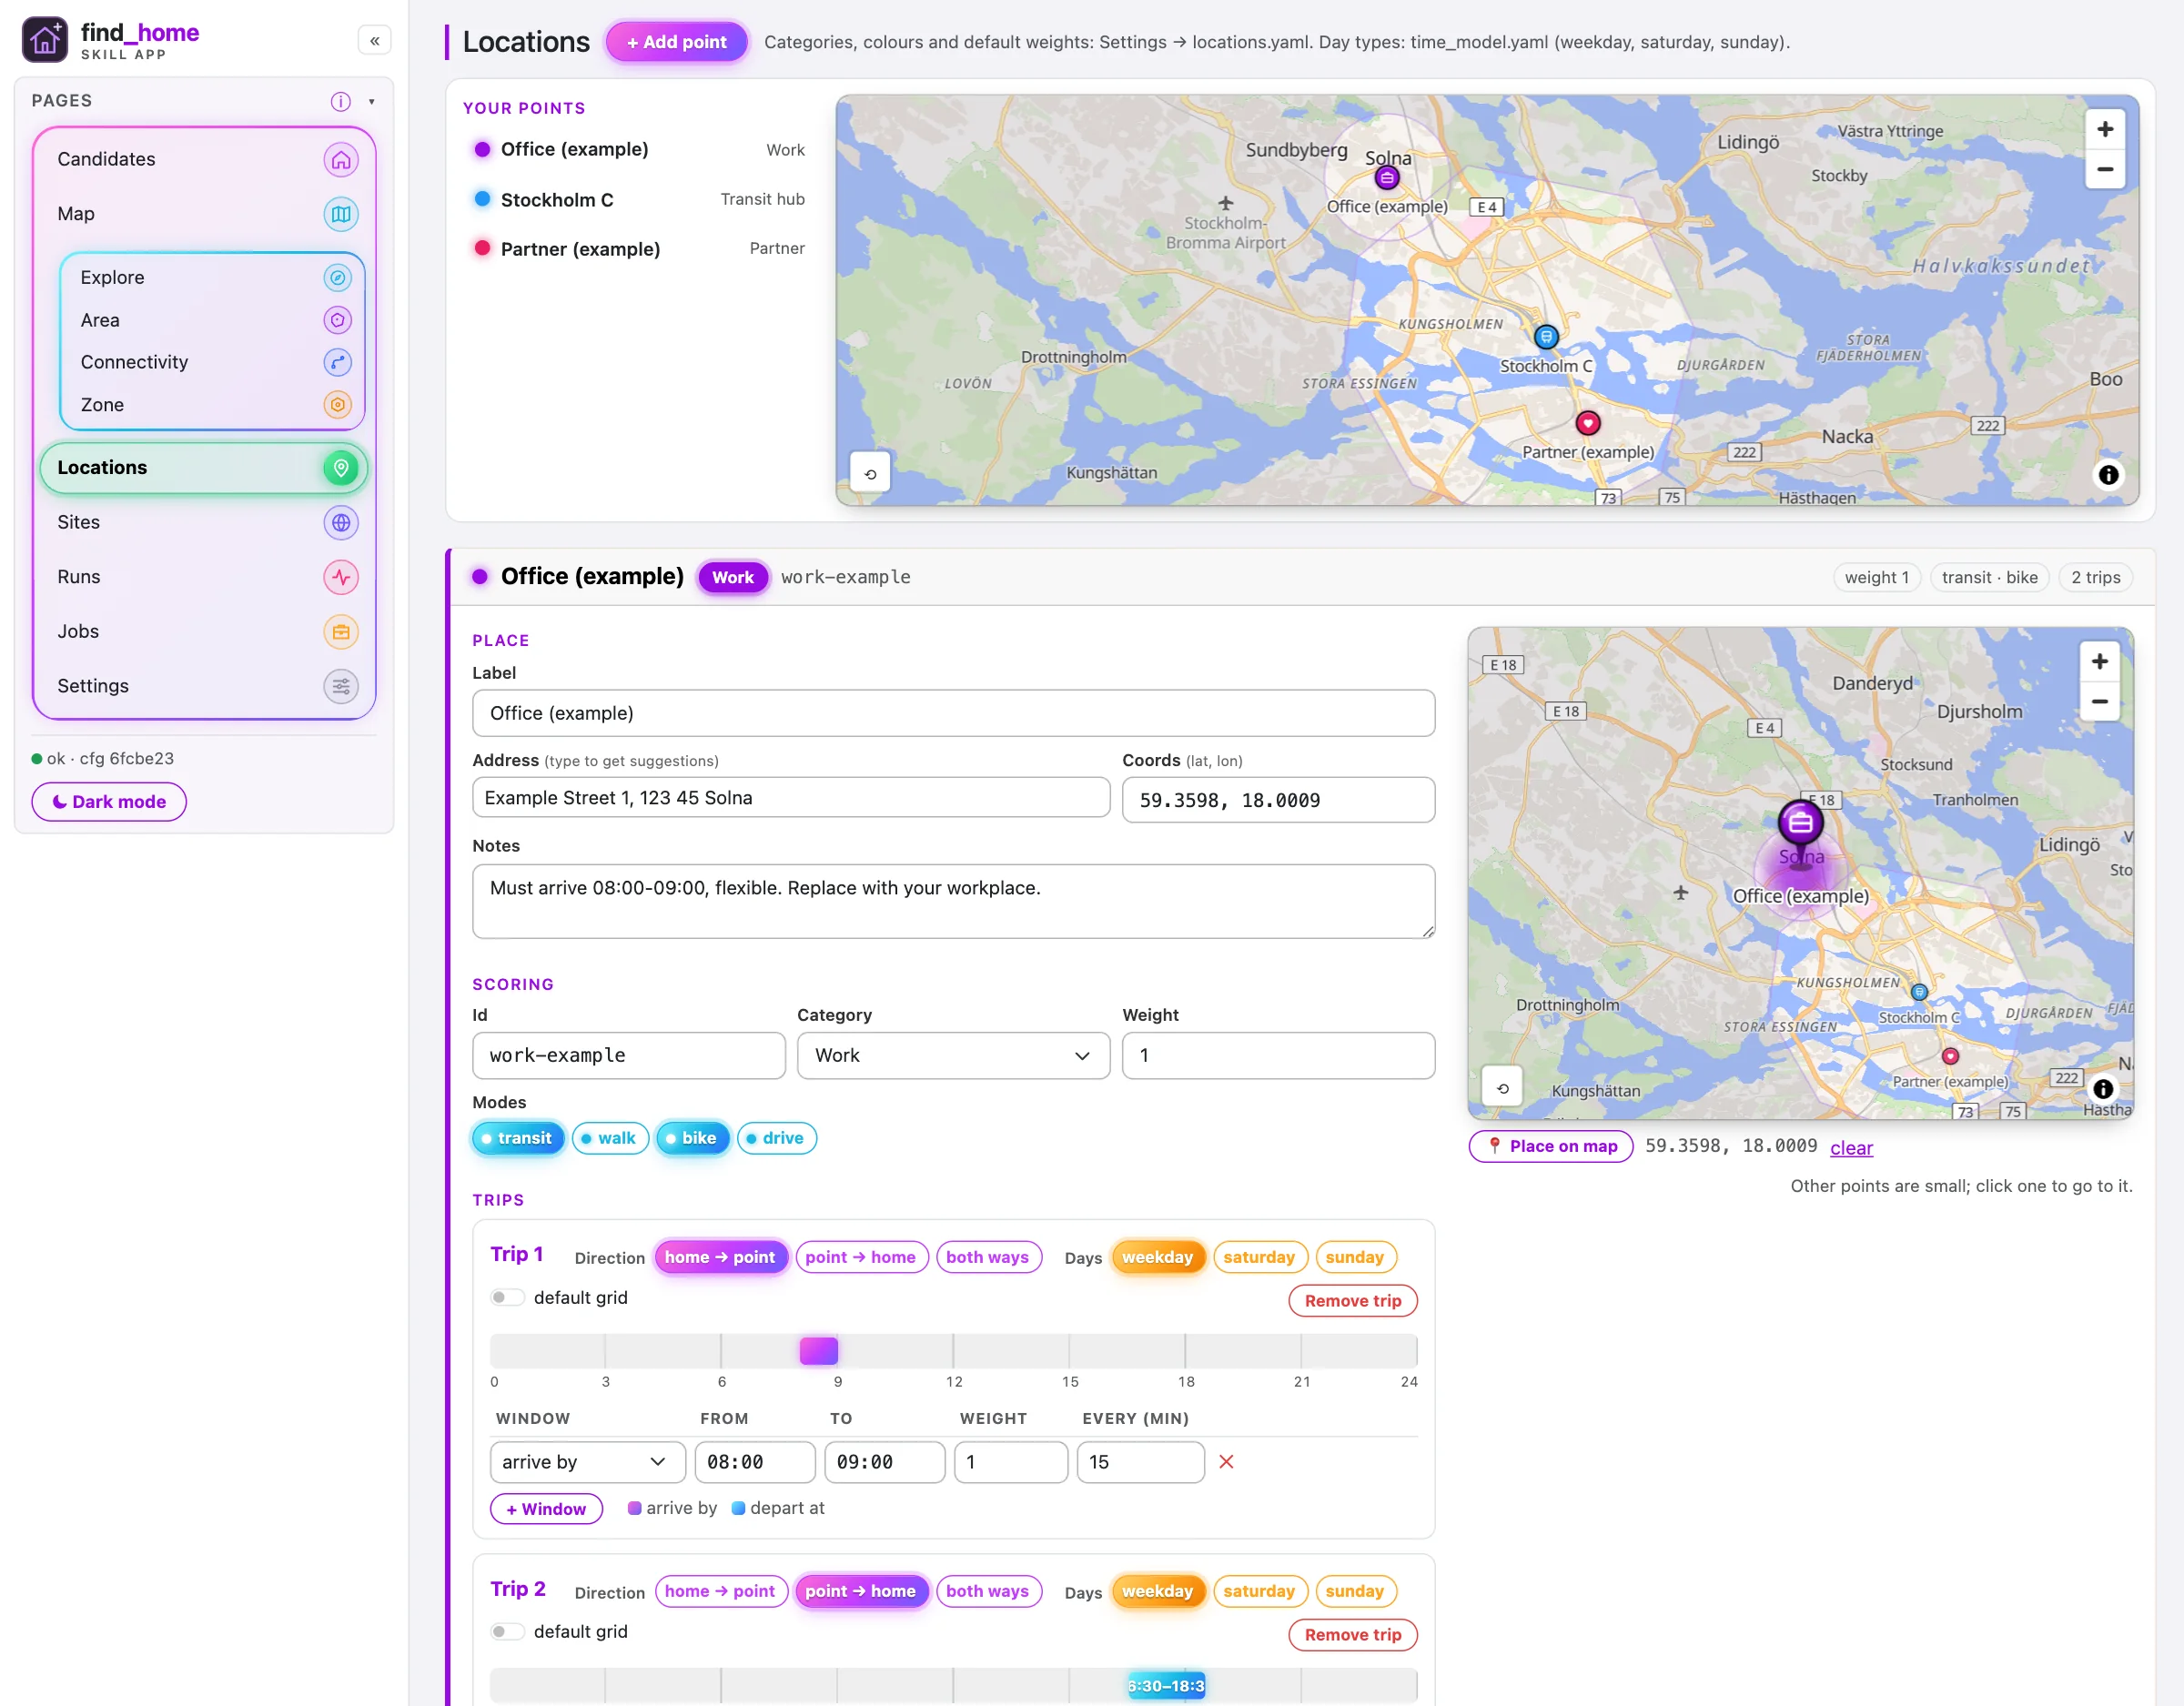 find_home
SKILL APP
«
PAGES
Candidates
Map
Explore
Area
Connectivity
Zone
Locations
Sites
Runs
Jobs
Settings
ok · cfg 6fcbe23
Dark mode
Locations
+ Add point
Categories, colours and default weights: Settings → locations.yaml. Day types: time_model.yaml (weekday, saturday, sunday).
YOUR POINTS
Office (example) Work
Stockholm C Transit hub
Partner (example) Partner
Sundbyberg
Solna
Office (example)
E 4
Stockholm-
Bromma Airport
Lidingö
Västra Yttringe
Stockby
Halvkakssundet
KUNGSHOLMEN
Stockholm C
Drottningholm
LOVÖN
STORA ESSINGEN
DJURGÅRDEN
STORA
FJÄDERHOLMEN
Boo
222
Nacka
222
Partner (example)
Kungshättan
73
75
Hästhagen
+
−
Office (example) Work work-example
weight 1
transit · bike
2 trips
PLACE
Label
Office (example)
Address (type to get suggestions)
Example Street 1, 123 45 Solna
Coords (lat, lon)
59.3598, 18.0009
Notes
Must arrive 08:00-09:00, flexible. Replace with your workplace.
SCORING
Id
work-example
Category
Work
Weight
1
Modes
transit
walk
bike
drive
E 18
E 18
E 4
Danderyd
Djursholm
Stocksund
E 18
Tranholmen
Solna
Lidingö
Sto
Office (example)
KUNGSHOLMEN
Stockholm C
Drottningholm
STORA ESSINGEN
DJURGÅRDEN
FJÄD
Partner (example)
Kungshättan
222
73
75
Hästha
+
−
Place on map
59.3598, 18.0009
clear
Other points are small; click one to go to it.
TRIPS
Trip 1 Direction home → point point → home both ways Days weekday saturday sunday
default grid
Remove trip
0 3 6 9 12 15 18 21 24
WINDOW FROM TO WEIGHT EVERY (MIN)
arrive by 08:00 09:00 1 15
+ Window
arrive by
depart at
Trip 2 Direction home → point point → home both ways Days weekday saturday sunday
default grid
Remove trip
6:30–18:3